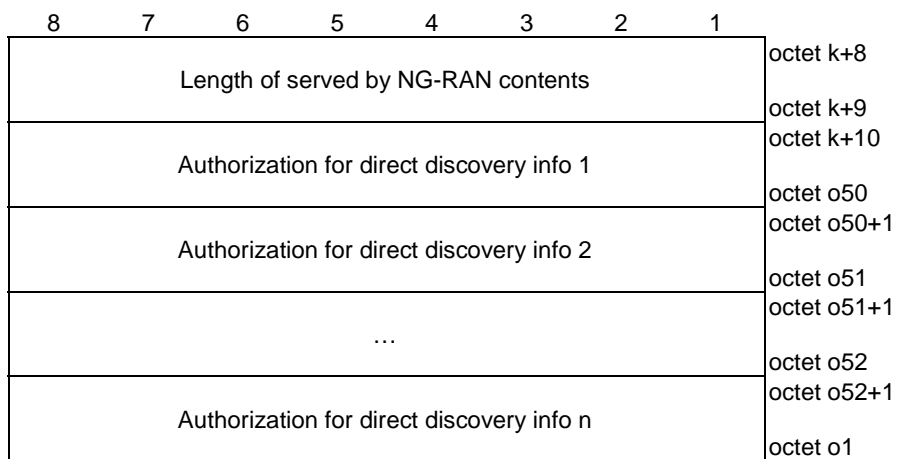 8 7 6 5 4 3 2 1
octet k+8
Length of served by NG-RAN contents
octet k+9
octet k+10
Authorization for direct discovery info 1
octet o50
octet o50+1
Authorization for direct discovery info 2
octet o51
octet o51+1
…
octet o52
octet o52+1
Authorization for direct discovery info n
octet o1